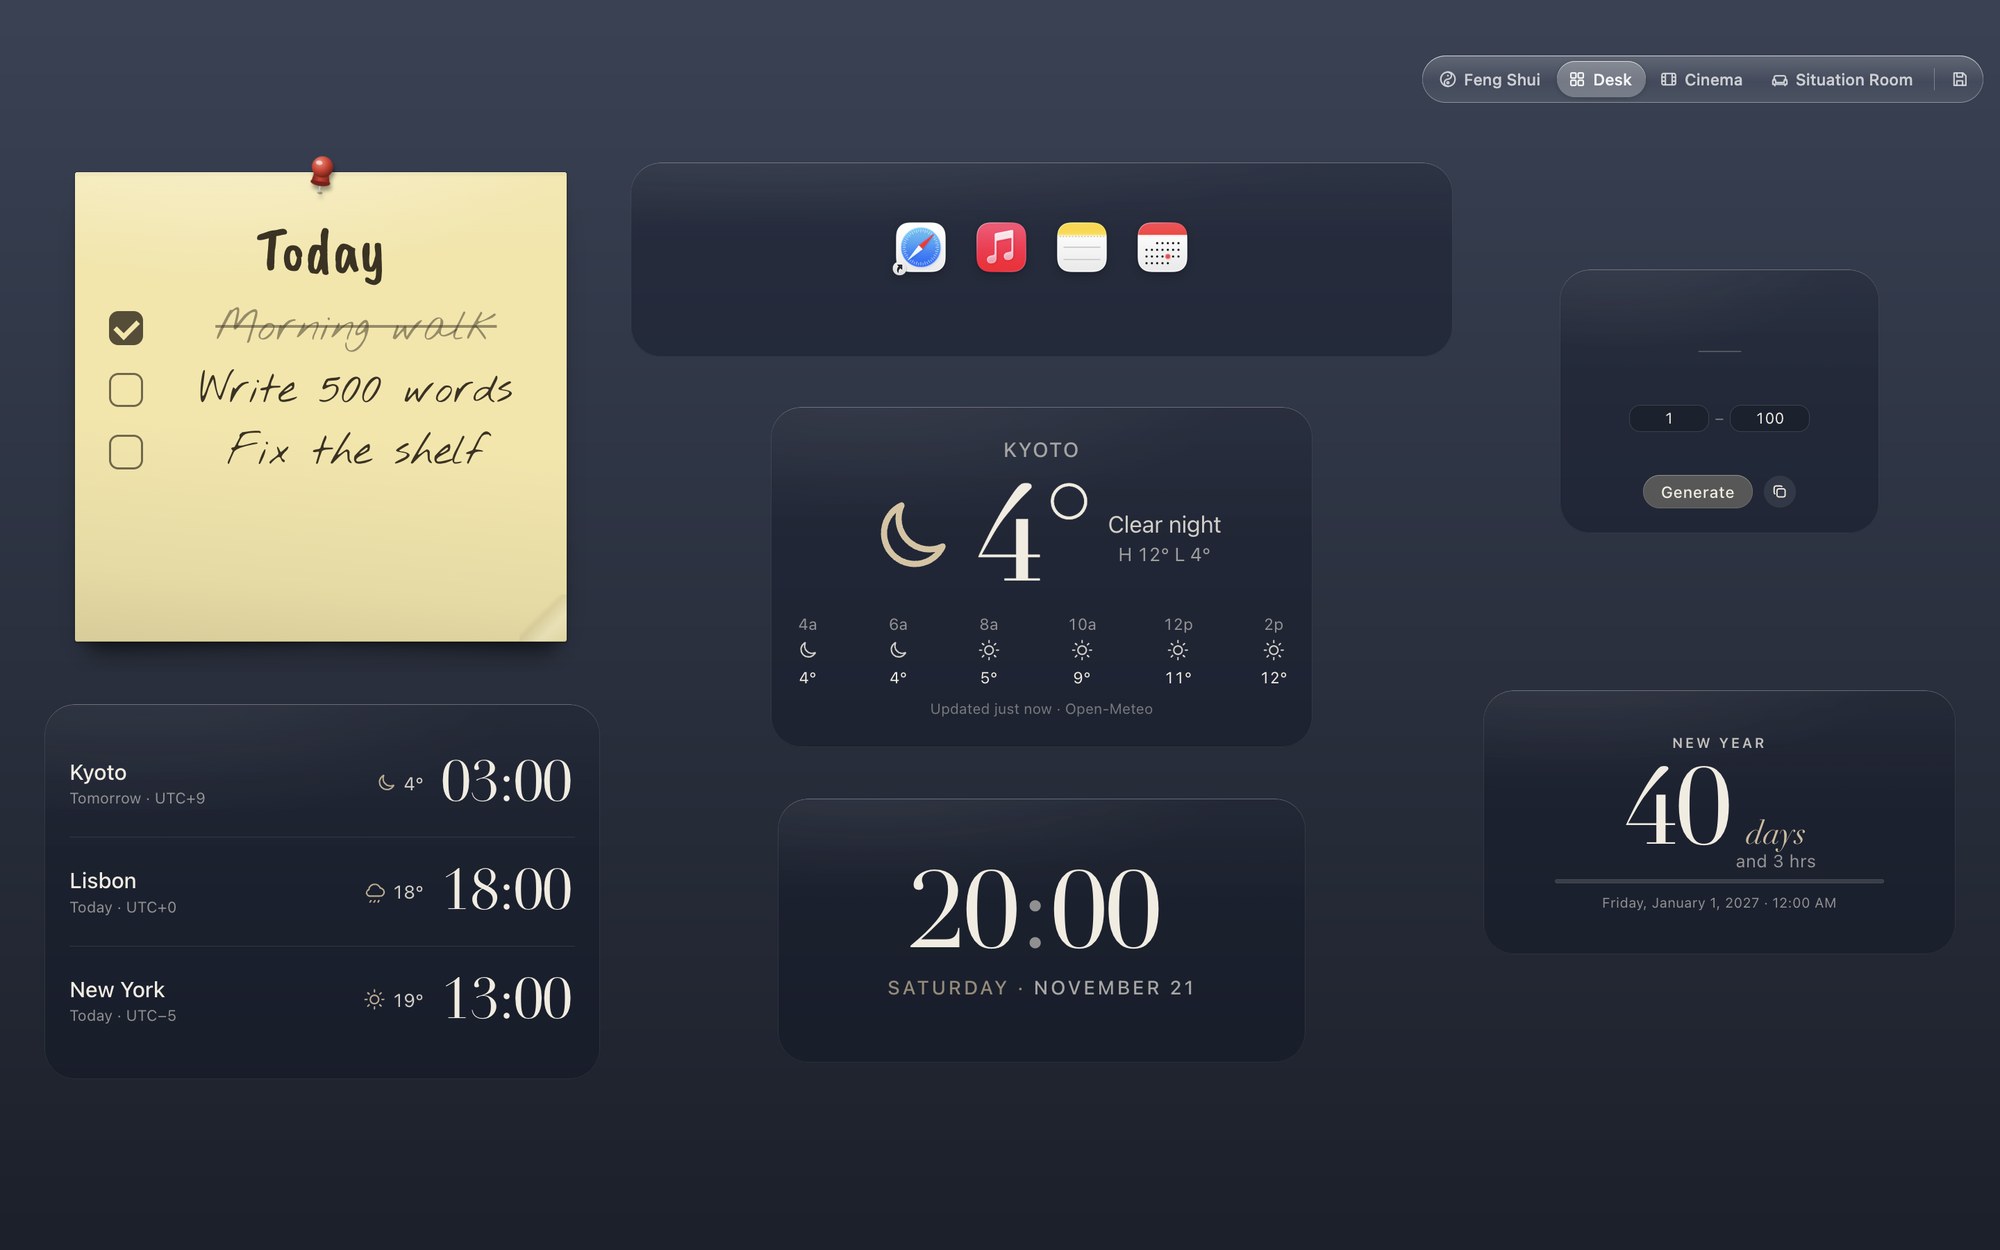 Feng Shui Desk Cinema Situation Room
Today
Morning walk
Write 500 words
Fix the shelf
KYOTO
4°
Clear night
H 12° L 4°
4a 6a 8a 10a 12p 2p
4° 4° 5° 9° 11° 12°
Updated just now · Open-Meteo
1 – 100
Generate
Kyoto
Tomorrow · UTC+9
4° 03:00
Lisbon
Today · UTC+0
18° 18:00
New York
Today · UTC−5
19° 13:00
20:00
SATURDAY · NOVEMBER 21
NEW YEAR
40 days
and 3 hrs
Friday, January 1, 2027 · 12:00 AM